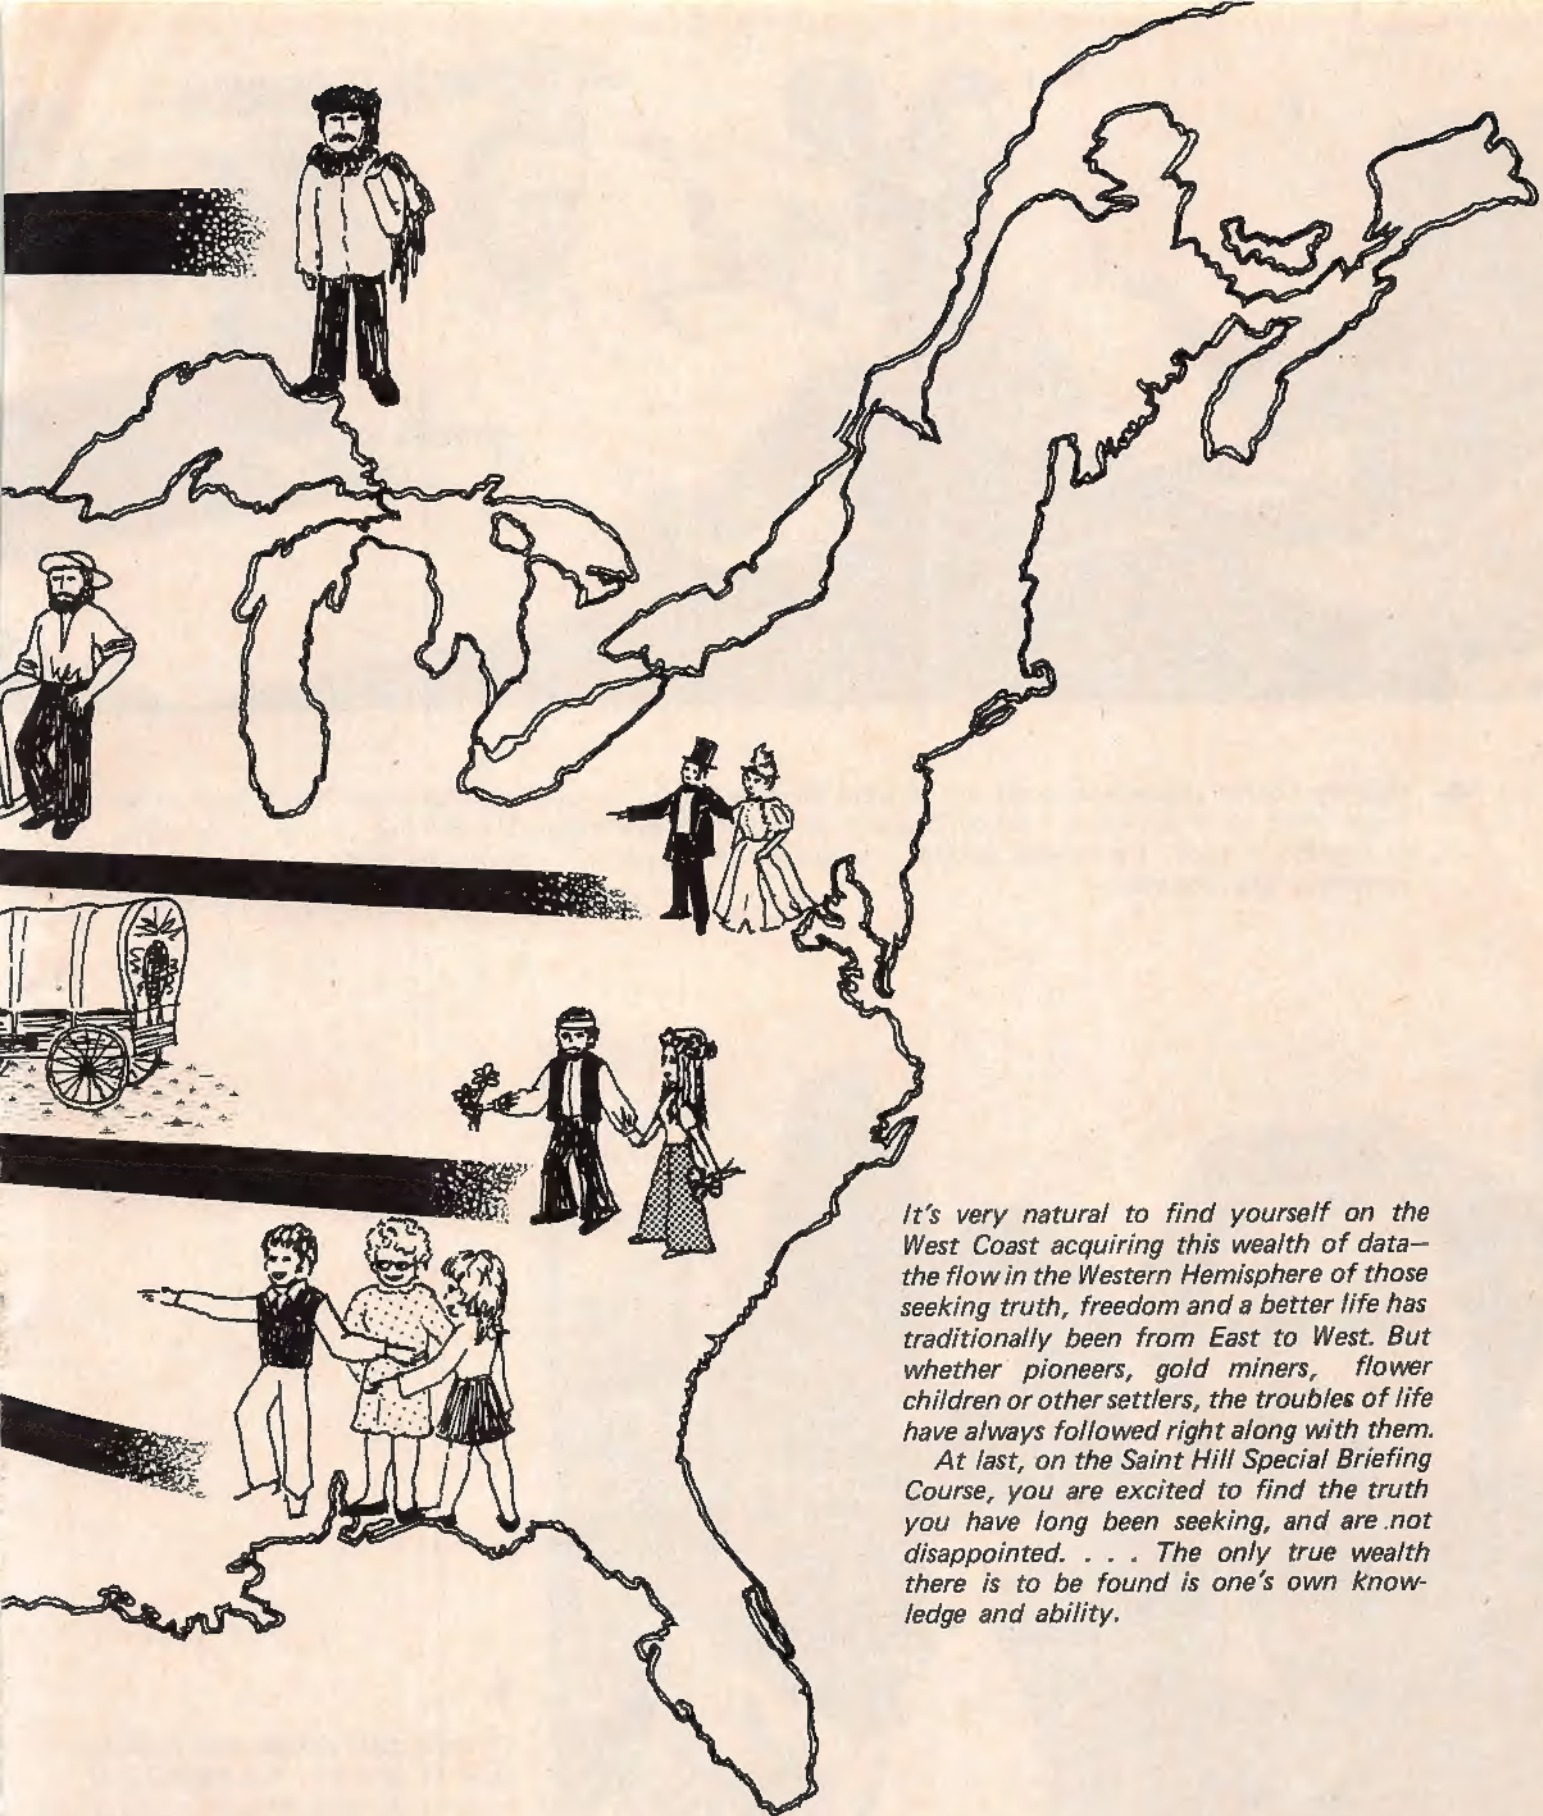 It's very natural to find yourself on the
West Coast acquiring this wealth of data—
the flow in the Western Hemisphere of those
seeking truth, freedom and a better life has
traditionally been from East to West. But
whether pioneers, gold miners, flower
children or other settlers, the troubles of life
have always followed right along with them.
At last, on the Saint Hill Special Briefing
Course, you are excited to find the truth
you have long been seeking, and are not
disappointed. . . . The only true wealth
there is to be found is one's own know-
ledge and ability.